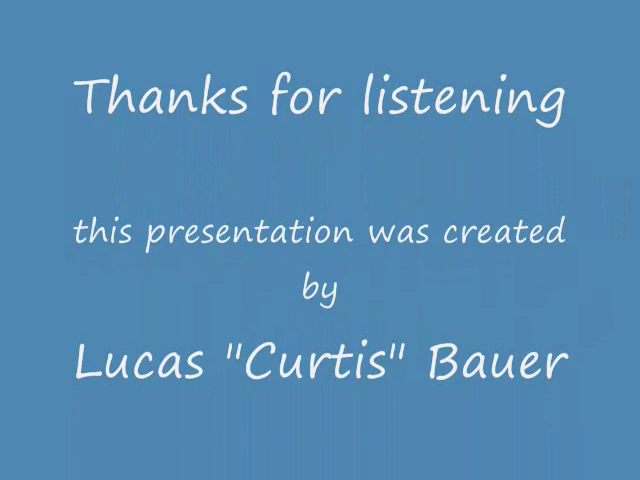 Thanks for listening
this presentation was created
by
Lucas "Curtis" Bauer